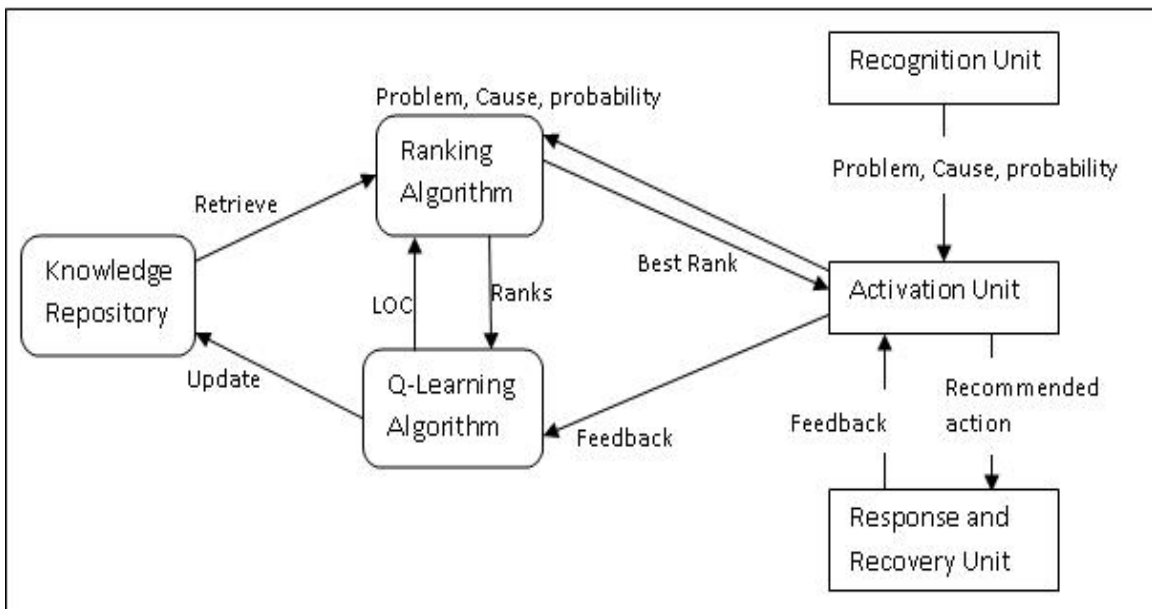 Recognition Unit
Problem, Cause, probability
Ranking
Algorithm
Problem, Cause, probability
Retrieve
Knowledge
Repository
Best Rank
Activation Unit
LOC
Ranks
Update
Q-Learning
Algorithm
Feedback
Feedback
Recommended
action
Response and
Recovery Unit